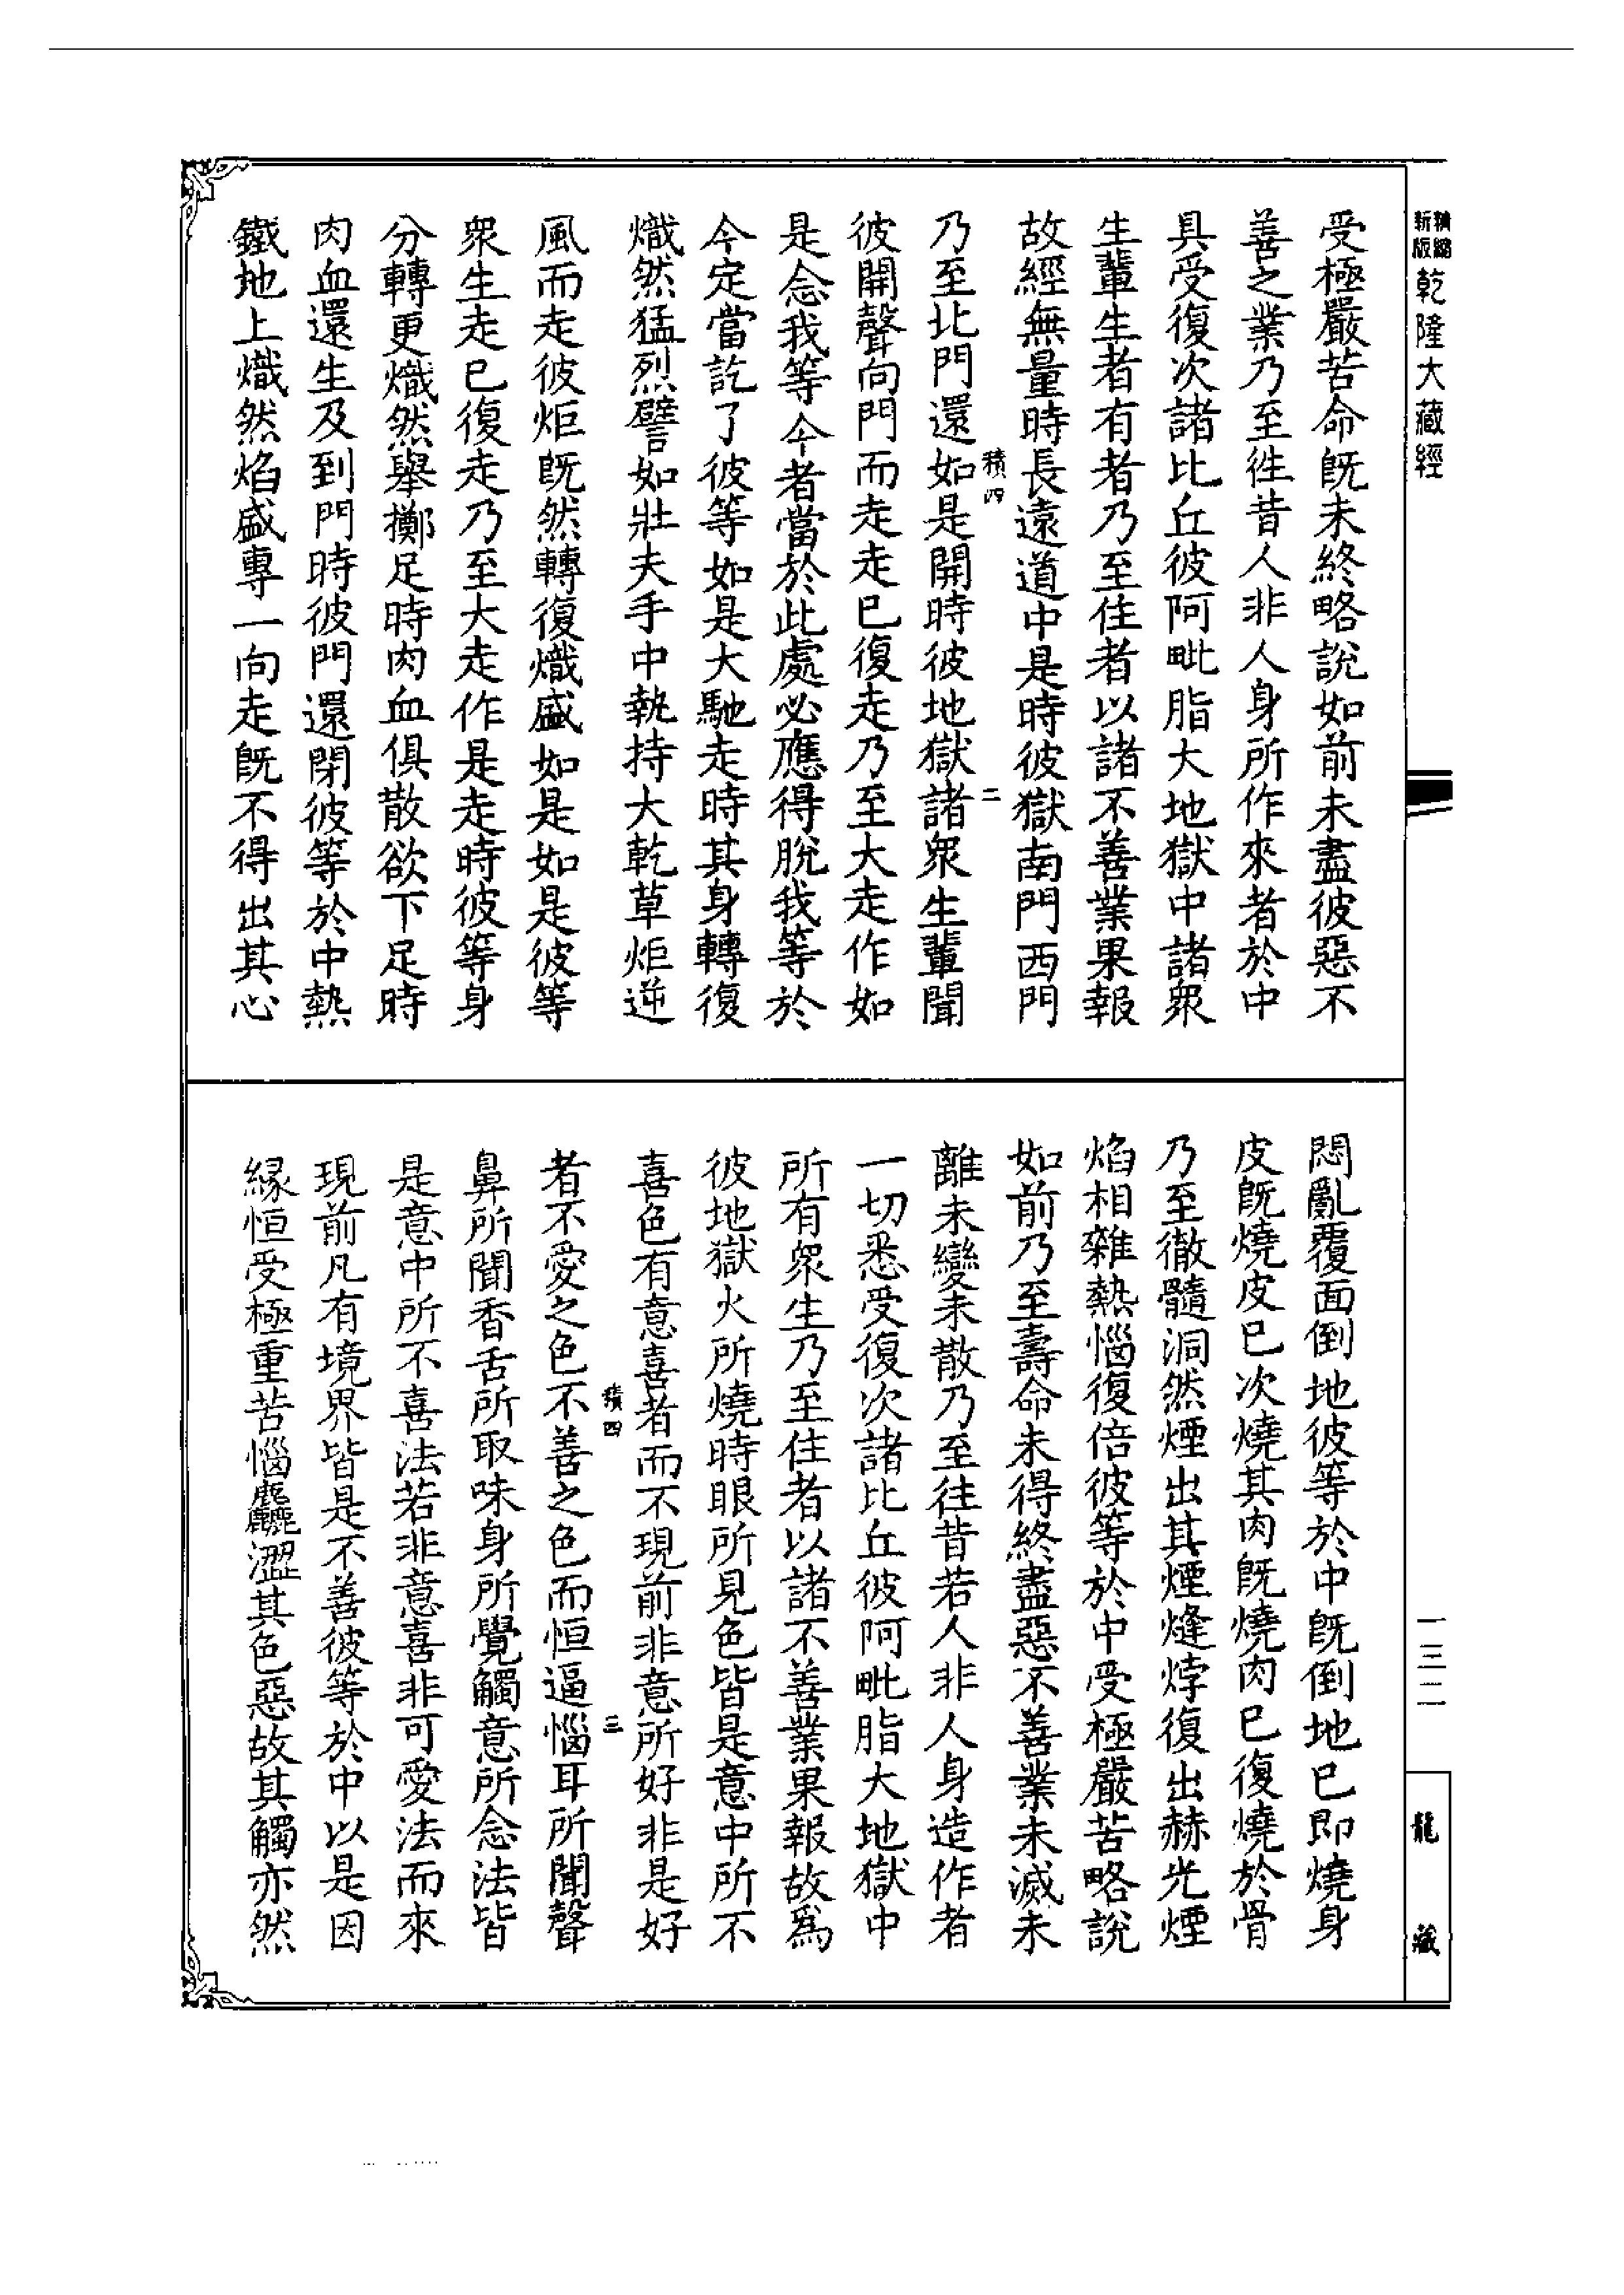 精縮新版乾隆大藏經
受極嚴苦命既未終略說如前未盡彼惡不
善之業乃至徃昔人非人身所作來者於中
具受復次諸比丘彼阿毗脂大地獄中諸衆
生輩生者有者乃至住者以諸不善業果報
故經無量時長遠道中是時彼獄南門西門
積四
二
乃至北門還如是開時彼地獄諸衆生輩聞
彼開聲向門而走走已復走乃至大走作如
是念我等今者當於此處必應得脫我等於
今定當訖了彼等如是大馳走時其身轉復
熾然猛烈譬如壯夫手中執持大乾草炬逆
風而走彼炬既然轉復熾盛如是如是彼等
衆生走已復走乃至大走作是走時彼等身
分轉更熾然舉擲足時肉血俱散欲下足時
肉血還生及到門時彼門還閉彼等於中熱
鐵地上熾然焰盛專一向走既不得出其心
悶亂覆面倒地彼等於中既倒地已即燒身
皮既燒皮已次燒其肉既燒肉已復燒於骨
乃至徹髓洞然煙出其煙熢㶿復出赫光煙
焰相雜熱惱復倍彼等於中受極嚴苦略說
如前乃至壽命未得終盡惡不善業未滅未
離未變未散乃至往昔若人非人身造作者
一切悉受復次諸比丘彼阿毗脂大地獄中
所有衆生乃至住者以諸不善業果報故爲
彼地獄火所燒時眼所見色皆是意中所不
喜色有意喜者而不現前非意所好非是好
積四
三
者不愛之色不善之色而恒逼惱耳所聞聲
鼻所聞香舌所取味身所覺觸意所念法皆
是意中所不喜法若非意喜非可愛法而來
現前凡有境界皆是不善彼等於中以是因
緣恒受極重苦惱麤澀其色惡故其觸亦然
一三二
龍藏